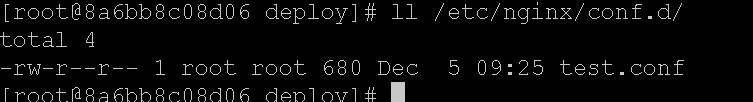 [root@8a6bb8c08d06 deploy]# ll /etc/nginx/conf.d/
total 4
-rw-r--r-- 1 root root 680 Dec  5 09:25 test.conf
[root@8a6bb8c08d06 deploy]#